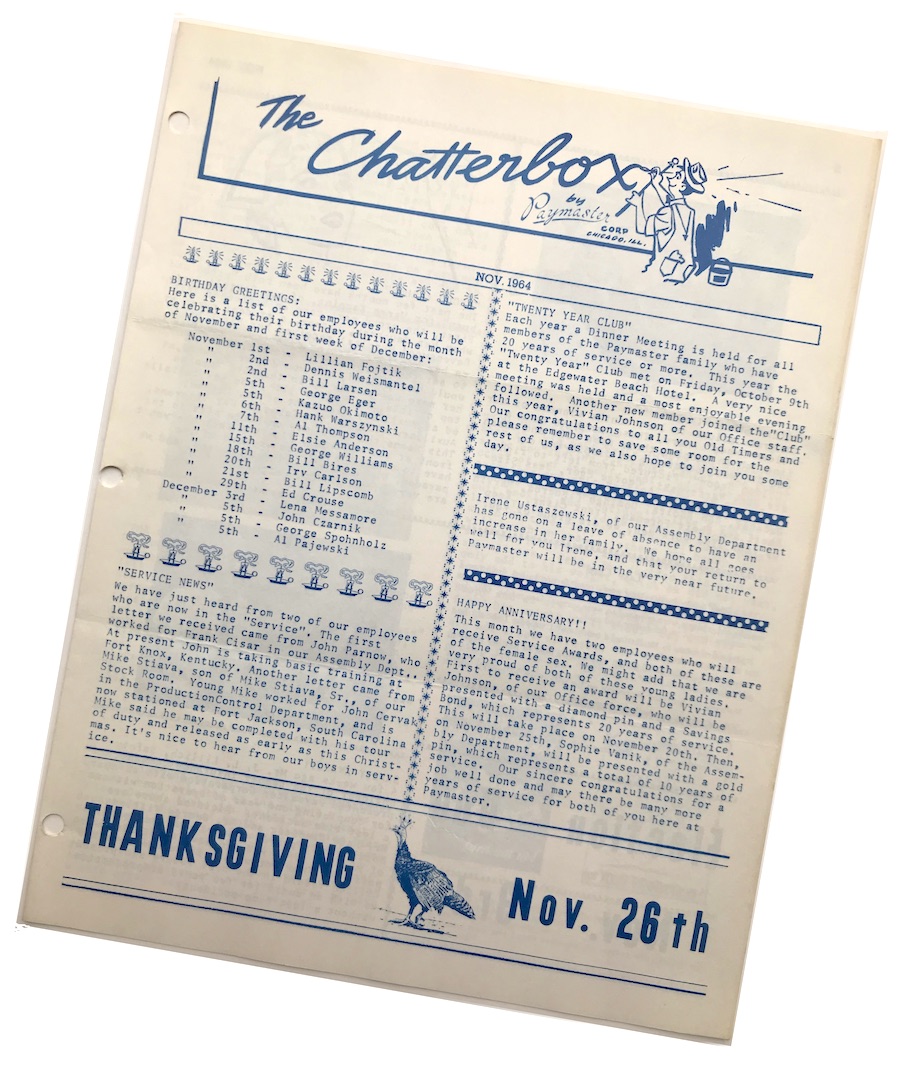 The
Chatterbox
by
Paymaster
CORP
CHICAGO, ILL.
NOV. 1964
BIRTHDAY GREETINGS:
Here is a list of our employees who will be
celebrating their birthday during the month
of November and first week of December:
November 1st - Lillian Fojtik
" 2nd - Dennis Weismantel
" 2nd - Bill Larsen
" 5th - George Eger
" 5th - Kazuo Okimoto
" 6th - Hank Warszynski
" 7th - Al Thompson
" 11th - Elsie Anderson
" 15th - George Williams
" 18th - Bill Bires
" 20th - Irv Carlson
" 21st - Bill Lipscomb
" 29th - Ed Crouse
December 3rd - Lena Messamore
" 5th - John Czarnik
" 5th - George Spohnholz
" 5th - Al Pajewski
"SERVICE NEWS"
We have just heard from two of our employees
who are now in the "Service". The first
letter we received came from John Parnow, who
worked for Frank Cisar in our Assembly Dept..
At present John is taking basic training at
Fort Knox, Kentucky. Another letter came from
Mike Stiava, son of Mike Stiava, Sr., of our
Stock Room. Young Mike worked for John Cervak
in the ProductionControl Department, and is
now stationed at Fort Jackson, South Carolina
Mike said he may be completed with his tour
of duty and released as early as this Christ-
mas. It's nice to hear from our boys in serv-
ice.
"TWENTY YEAR CLUB"
Each year a Dinner Meeting is held for all
members of the Paymaster family who have
20 years of service or more. This year the
"Twenty Year" Club met on Friday, October 9th
at the Edgewater Beach Hotel. A very nice
meeting was held and a most enjoyable evening
followed. Another new member joined the"Club"
this year, Vivian Johnson of our Office staff.
Our congratulations to all you Old Timers and
please remember to save some room for the
rest of us, as we also hope to join you some
day.
Irene Ustaszewski, of our Assembly Department
has gone on a leave of absence to have an
increase in her family. We hope all goes
well for you Irene, and that your return to
Paymaster will be in the very near future.
HAPPY ANNIVERSARY!!
This month we have two employees who will
receive Service Awards, and both of these are
of the female sex. We might add that we are
very proud of both of these young ladies.
First to receive an award will be Vivian
Johnson, of our Office force, who will be
presented with a diamond pin and a Savings
Bond, which represents 20 years of service.
This will take place on November 20th. Then,
on November 25th, Sophie Vanik, of the Assem-
bly Department, will be presented with a gold
pin, which represents a total of 10 years of
service. Our sincere congratulations for a
job well done and may there be many more
years of service for both of you here at
Paymaster.
THANKSGIVING Nov. 26th